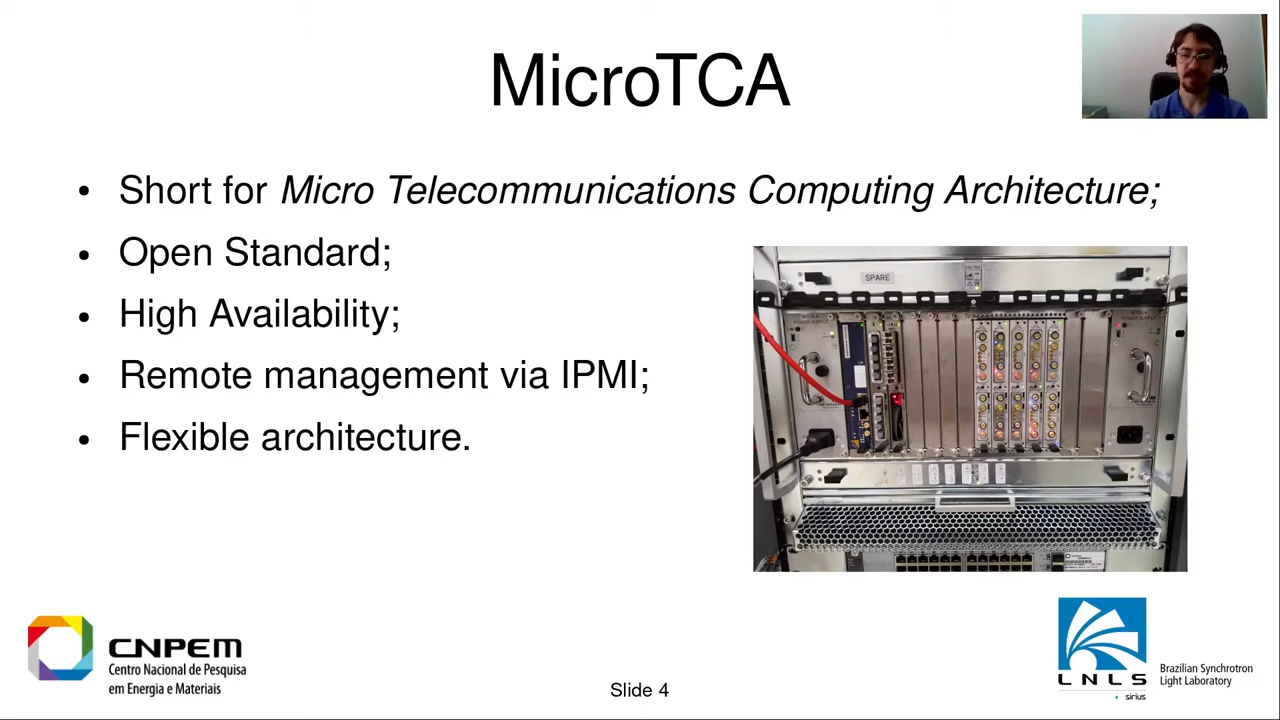 MicroTCA
• Short for Micro Telecommunications Computing Architecture;
• Open Standard;
• High Availability;
• Remote management via IPMI;
• Flexible architecture.
SPARE
CNPEM
Centro Nacional de Pesquisa
em Energia e Materiais
Slide 4
LNLS
sirius
Brazilian Synchrotron
Light Laboratory